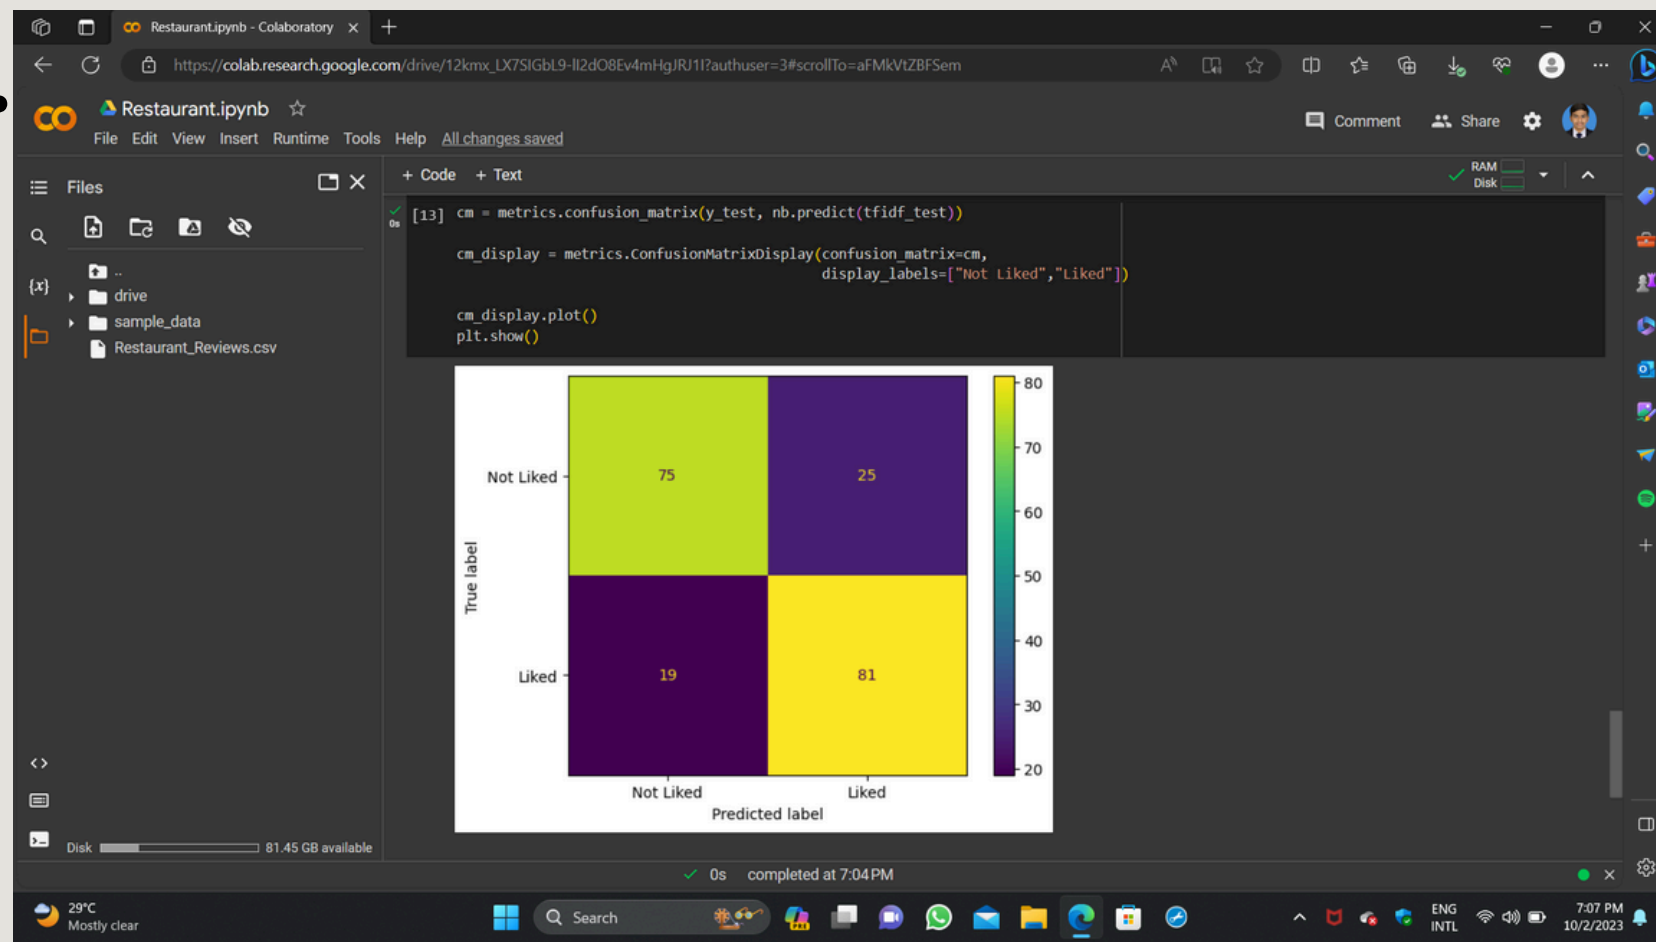 Restaurant.ipynb - Colaboratory
https://colab.research.google.com/drive/12kmx_LX7SIGbL9-lI2dO8Ev4mHgJRJ1I?authuser=3#scrollTo=aFMkVtZBFSem
Restaurant.ipynb
Comment
Share
File Edit View Insert Runtime Tools Help All changes saved
Files
+ Code + Text
RAM
Disk
[13] cm = metrics.confusion_matrix(y_test, nb.predict(tfidf_test))
0s
cm_display = metrics.ConfusionMatrixDisplay(confusion_matrix=cm,
display_labels=["Not Liked","Liked"])
cm_display.plot()
plt.show()
..
{x}
drive
sample_data
Restaurant_Reviews.csv
80
70
60
50
40
30
20
Not Liked
75
25
True label
Liked
19
81
Not Liked
Liked
Predicted label
Disk
81.45 GB available
0s completed at 7:04 PM
29°C
Mostly clear
Search
PRE
ENG
INTL
7:07 PM
10/2/2023